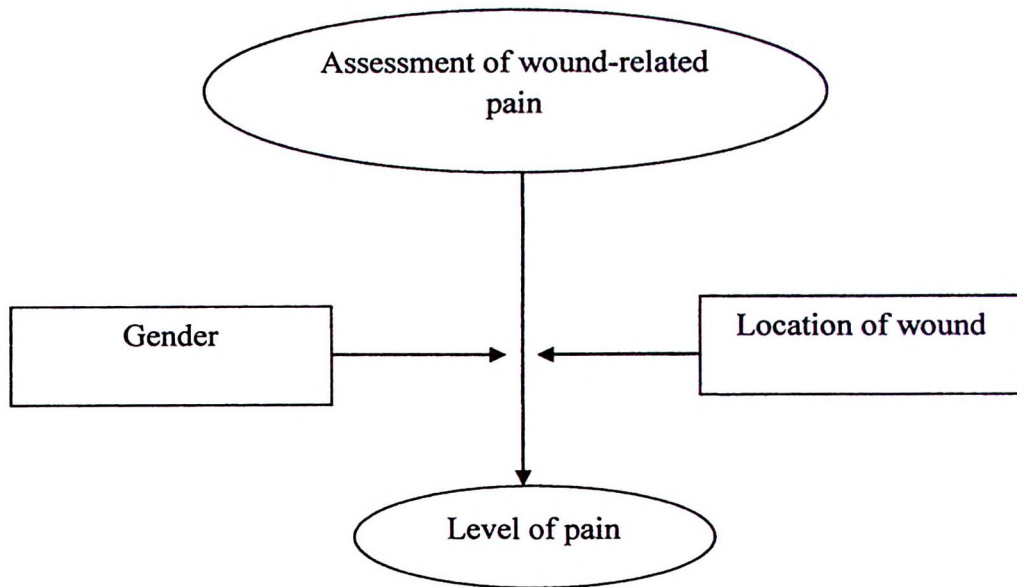 Assessment of wound-related
pain
Gender
Location of wound
Level of pain